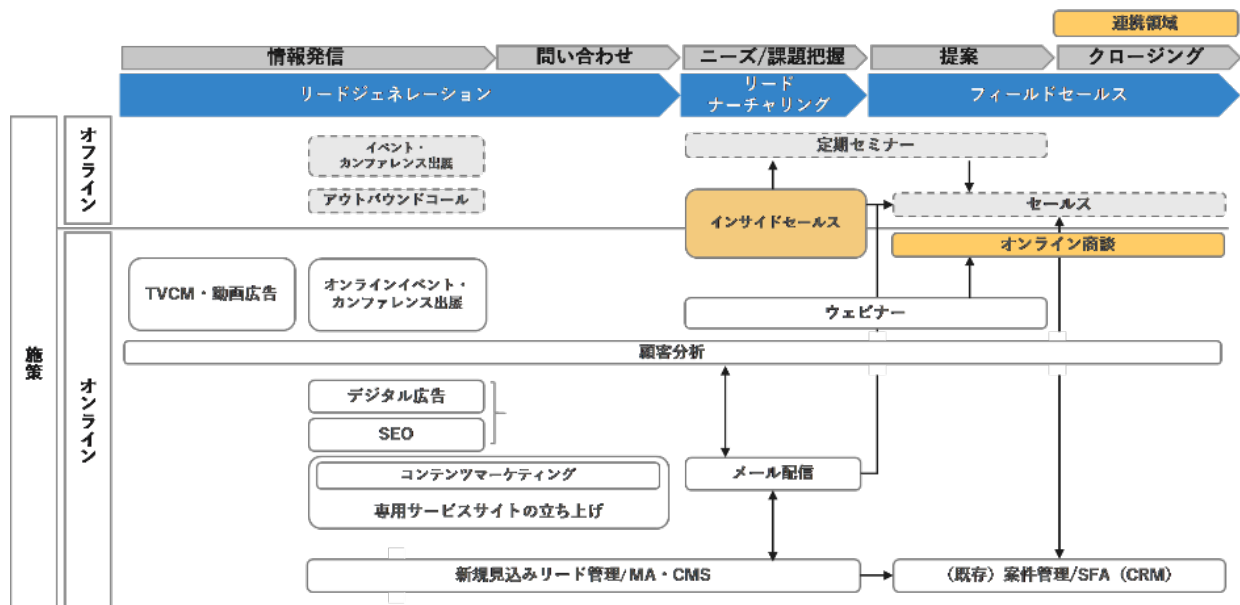 連携領域
情報発信
問い合わせ
ニーズ/課題把握
提案
クロージング
リードジェネレーション
リード
ナーチャリング
フィールドセールス
施策
オフライン
イベント・
カンファレンス出展
アウトバウンドコール
定期セミナー
インサイドセールス
セールス
オンライン
オンライン商談
TVCM・動画広告
オンラインイベント・
カンファレンス出展
ウェビナー
顧客分析
デジタル広告
SEO
コンテンツマーケティング
専用サービスサイトの立ち上げ
メール配信
新規見込みリード管理/MA・CMS
（既存）案件管理/SFA（CRM）